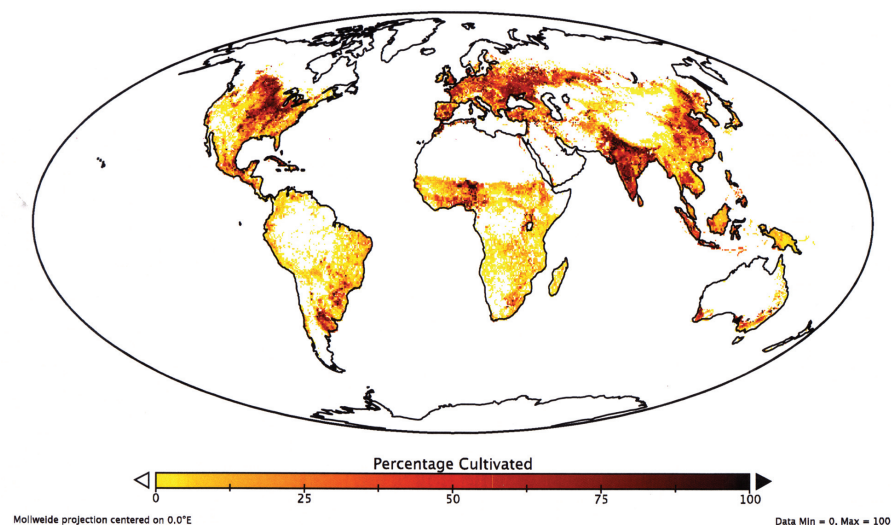 Percentage Cultivated
0 25 50 75 100
Mollweide projection centered on 0.0°E Data Min = 0, Max = 100